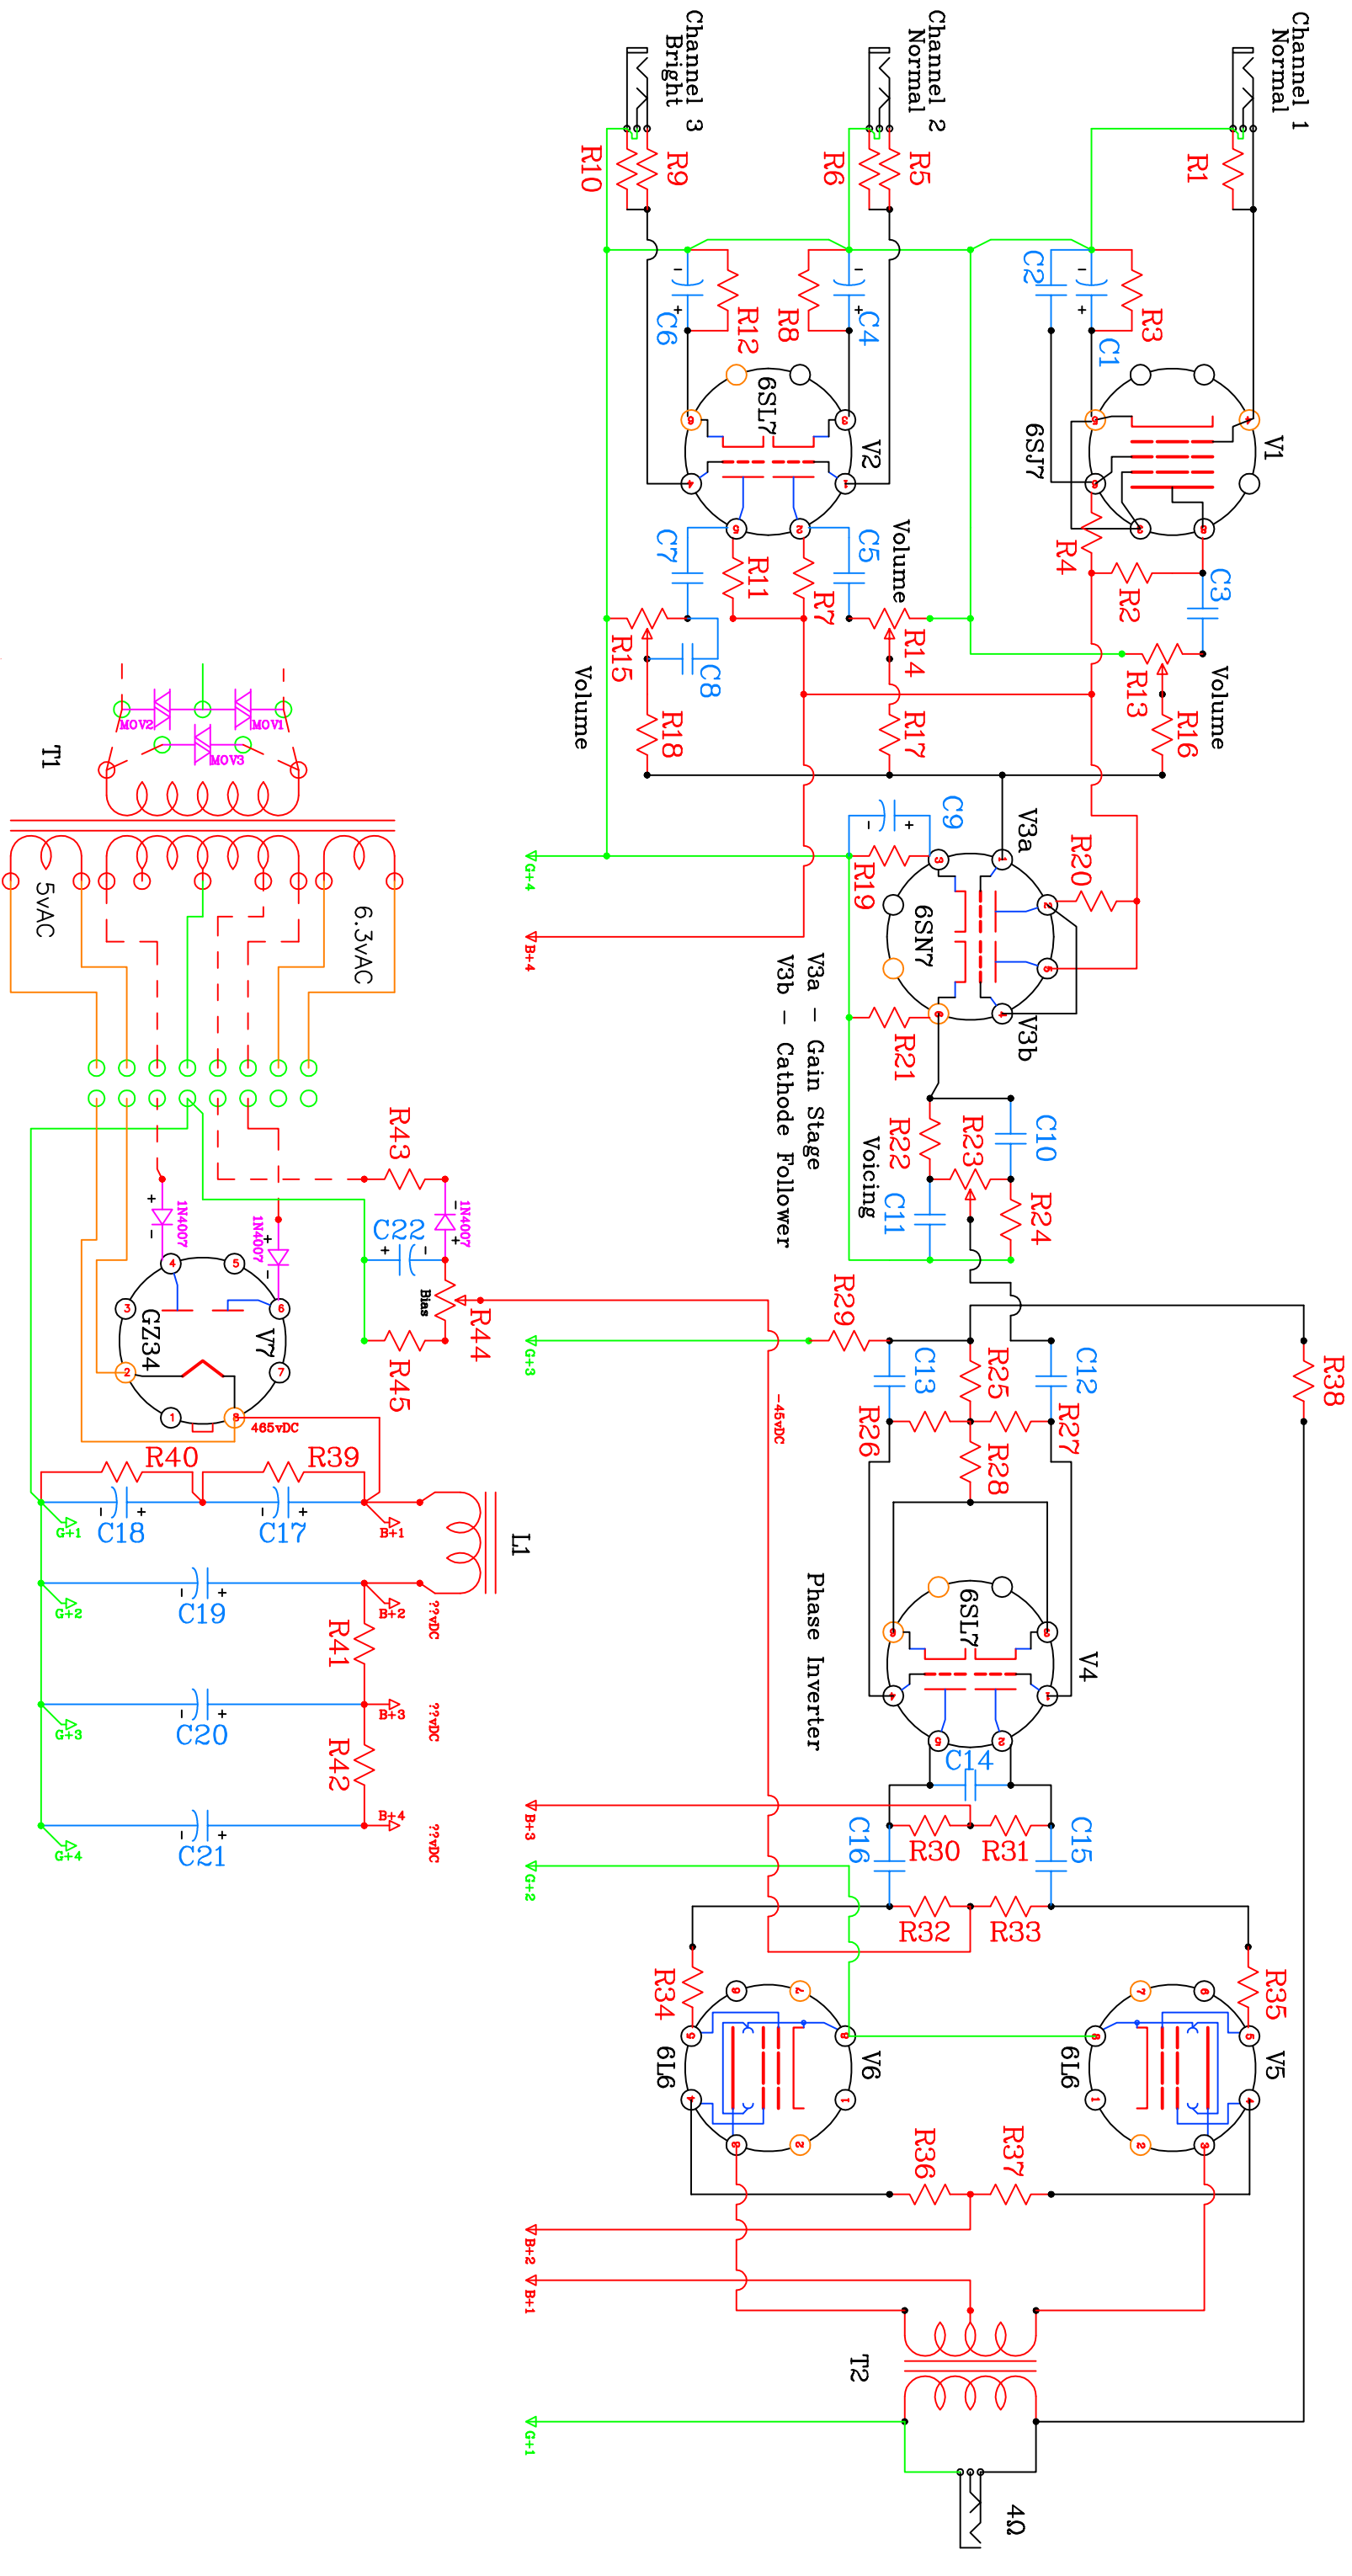 Channel 1
Normal
R1
C2
R3
C1
V1
6SJ7
R4
R2
C3
R13
Volume
R16
Channel 2
Normal
R5
R6
R8
C4
V2
6SL7
C5
Volume
R7
R14
R17
Channel 3
Bright
R9
R10
R12
C6
C7
R11
R15
C8
Volume
R18
C9
V3a
R20
R19
6SN7
V3b
R21
G+4
B+4
V3a - Gain Stage
V3b - Cathode Follower
Voicing
R22
R23
C10
C11
R24
R29
G+3
C13
R25
C12
R26
R27
R28
R38
-45vDC
V4
6SL7
Phase Inverter
C14
B+3
G+2
C16
R30
R31
C15
R32
R33
R34
R35
V6
6L6
V5
6L6
R36
R37
B+2
B+1
T2
G+1
4Ω
MOV2
MOV1
MOV3
T1
5vAC
6.3vAC
R43
1N4007
1N4007
1N4007
C22
Bias
R44
R45
V7
GZ34
465vDC
R40
R39
C18
C17
G+1
B+1
L1
C19
G+2
B+2
??vDC
R41
C20
G+3
B+3
??vDC
R42
C21
G+4
B+4
??vDC